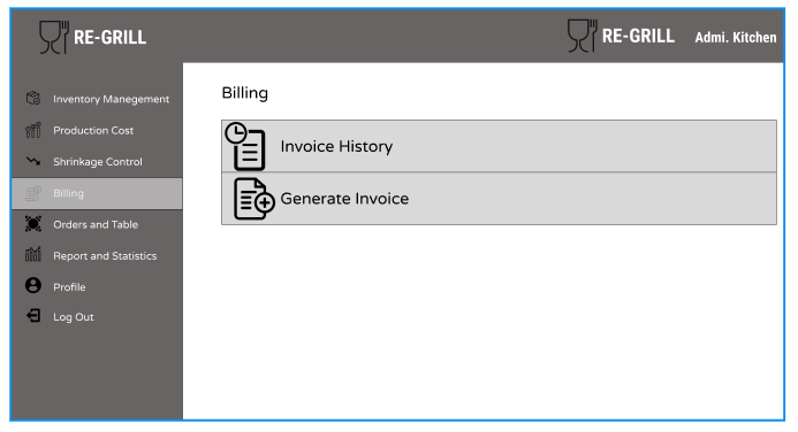 RE-GRILL
RE-GRILL Admi. Kitchen
Inventory Manegement
Production Cost
Shrinkage Control
Billing
Orders and Table
Report and Statistics
Profile
Log Out
Billing
Invoice History
Generate Invoice